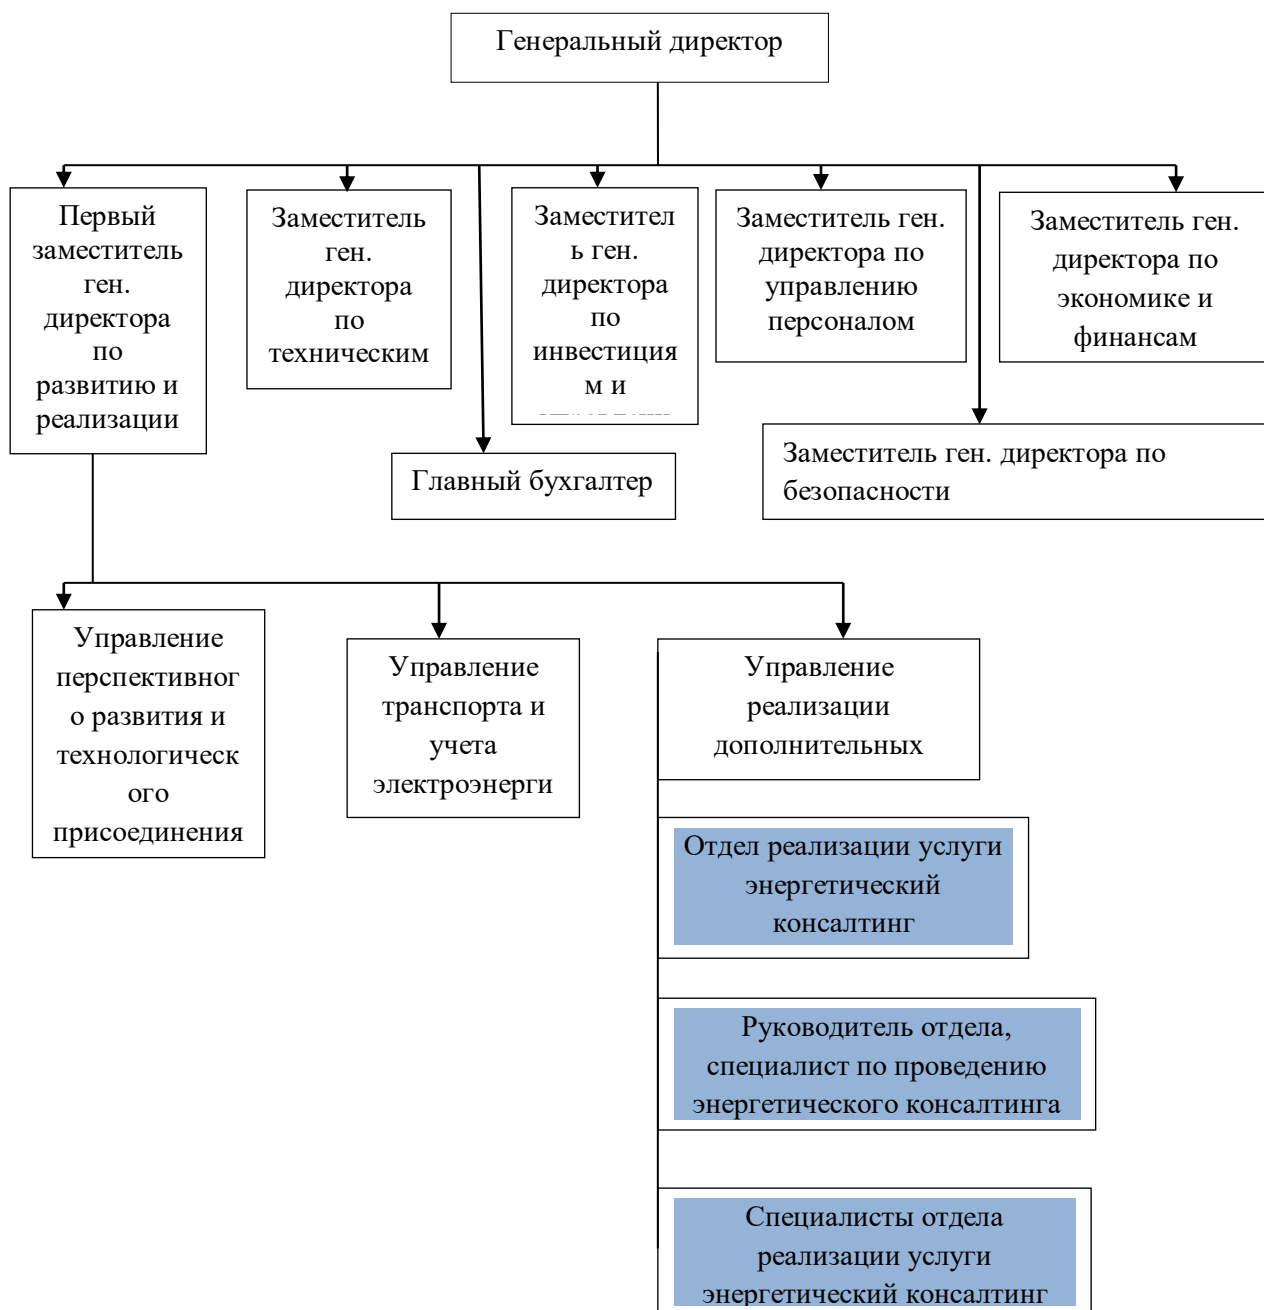 Генеральный директор
Первый
заместитель
ген.
директора
по
развитию и
реализации
Заместитель
ген.
директора
по
техническим
Заместител
ь ген.
директора
по
инвестиция
м и
Заместитель ген.
директора по
управлению
персоналом
Заместитель ген.
директора по
экономике и
финансам
Главный бухгалтер
Заместитель ген. директора по
безопасности
Управление
перспективног
о развития и
технологическ
ого
присоединения
Управление
транспорта и
учета
электроэнерги
Управление
реализации
дополнительных
Отдел реализации услуги
энергетический
консалтинг
Руководитель отдела,
специалист по проведению
энергетического консалтинга
Специалисты отдела
реализации услуги
энергетический консалтинг